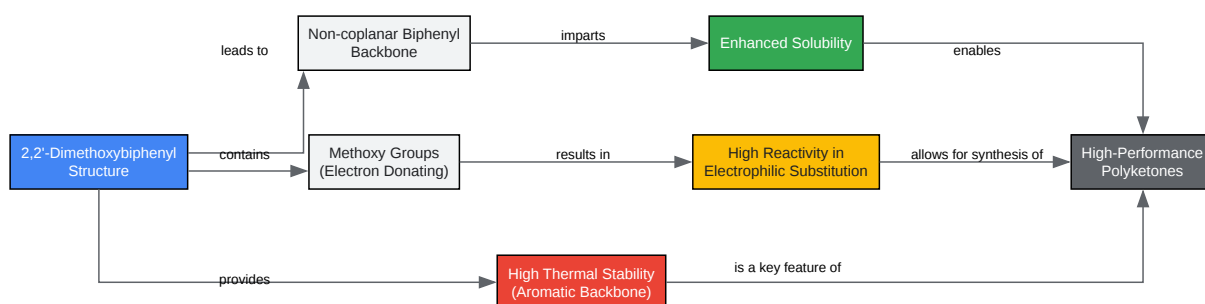 Non-coplanar Biphenyl
Backbone
leads to
imparts
Enhanced Solubility
enables
2,2'-Dimethoxybiphenyl
Structure
contains
Methoxy Groups
(Electron Donating)
results in
High Reactivity in
Electrophilic Substitution
allows for synthesis of
High-Performance
Polyketones
provides
High Thermal Stability
(Aromatic Backbone)
is a key feature of